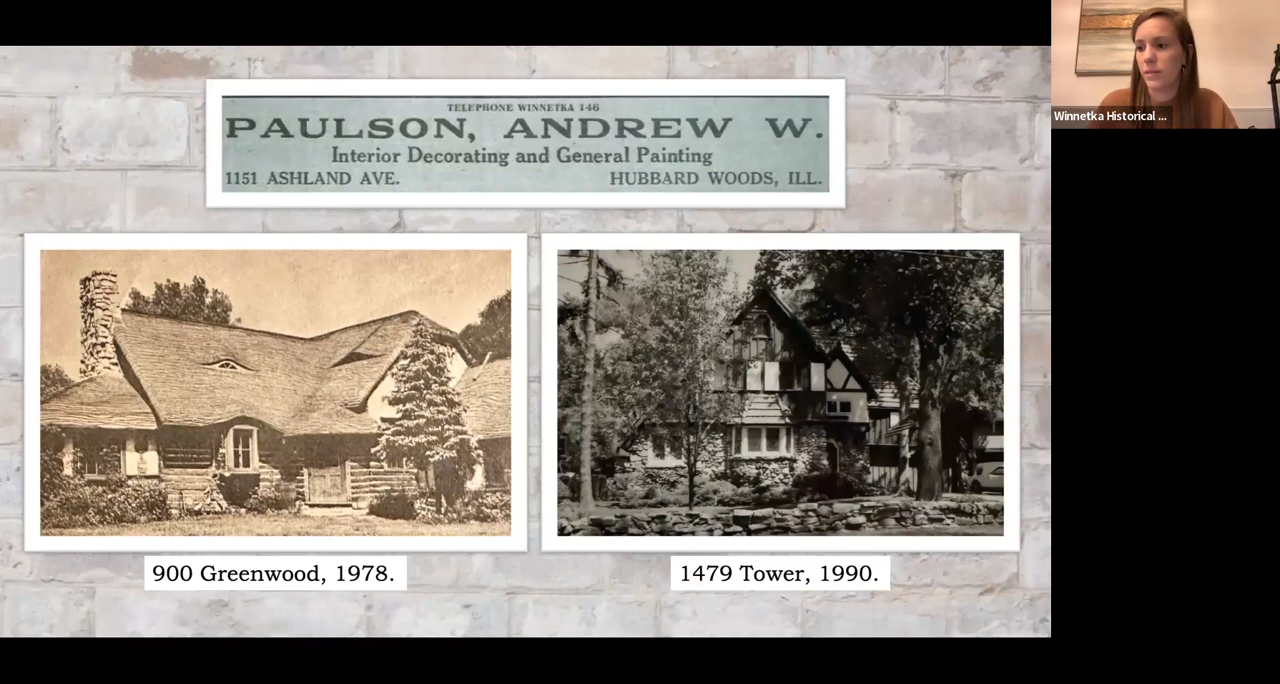 TELEPHONE WINNETKA 146
PAULSON, ANDREW W.
Interior Decorating and General Painting
1151 ASHLAND AVE. HUBBARD WOODS, ILL.
900 Greenwood, 1978.
1479 Tower, 1990.
Winnetka Historical ...